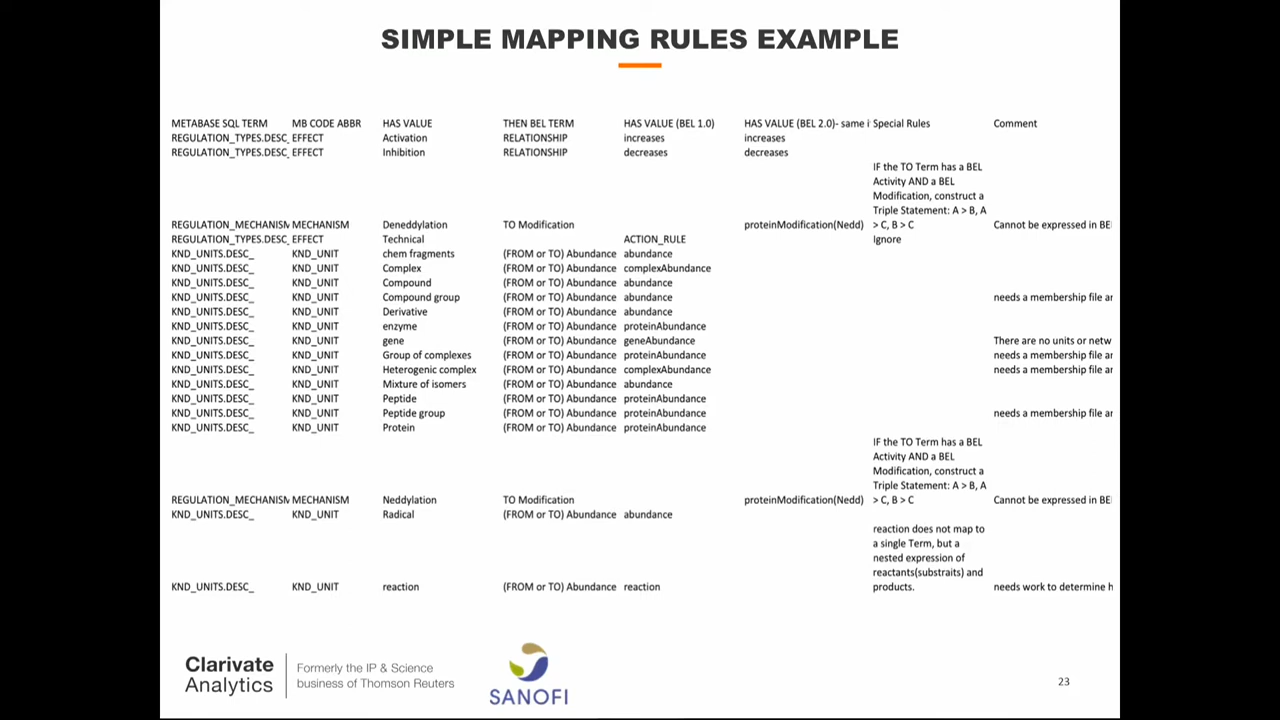 SIMPLE MAPPING RULES EXAMPLE
METABASE SQL TERM MB CODE ABBR HAS VALUE THEN BEL TERM HAS VALUE (BEL 1.0) HAS VALUE (BEL 2.0)- same i Special Rules Comment
REGULATION_TYPES.DESC_ EFFECT Activation RELATIONSHIP increases increases
REGULATION_TYPES.DESC_ EFFECT Inhibition RELATIONSHIP decreases decreases
IF the TO Term has a BEL
Activity AND a BEL
Modification, construct a
Triple Statement: A > B, A
REGULATION_MECHANISM MECHANISM Deneddylation TO Modification proteinModification(Nedd) > C, B > C Cannot be expressed in BE
REGULATION_TYPES.DESC_ EFFECT Technical ACTION_RULE Ignore
KND_UNITS.DESC_ KND_UNIT chem fragments (FROM or TO) Abundance abundance
KND_UNITS.DESC_ KND_UNIT Complex (FROM or TO) Abundance complexAbundance
KND_UNITS.DESC_ KND_UNIT Compound (FROM or TO) Abundance abundance
KND_UNITS.DESC_ KND_UNIT Compound group (FROM or TO) Abundance abundance needs a membership file ar
KND_UNITS.DESC_ KND_UNIT Derivative (FROM or TO) Abundance abundance
KND_UNITS.DESC_ KND_UNIT enzyme (FROM or TO) Abundance proteinAbundance
KND_UNITS.DESC_ KND_UNIT gene (FROM or TO) Abundance geneAbundance There are no units or netw
KND_UNITS.DESC_ KND_UNIT Group of complexes (FROM or TO) Abundance proteinAbundance needs a membership file ar
KND_UNITS.DESC_ KND_UNIT Heterogenic complex (FROM or TO) Abundance complexAbundance needs a membership file ar
KND_UNITS.DESC_ KND_UNIT Mixture of isomers (FROM or TO) Abundance abundance
KND_UNITS.DESC_ KND_UNIT Peptide (FROM or TO) Abundance proteinAbundance
KND_UNITS.DESC_ KND_UNIT Peptide group (FROM or TO) Abundance proteinAbundance needs a membership file ar
KND_UNITS.DESC_ KND_UNIT Protein (FROM or TO) Abundance proteinAbundance
IF the TO Term has a BEL
Activity AND a BEL
Modification, construct a
Triple Statement: A > B, A
REGULATION_MECHANISM MECHANISM Neddylation TO Modification proteinModification(Nedd) > C, B > C Cannot be expressed in BE
KND_UNITS.DESC_ KND_UNIT Radical (FROM or TO) Abundance abundance
reaction does not map to
a single Term, but a
nested expression of
reactants(substraits) and
KND_UNITS.DESC_ KND_UNIT reaction (FROM or TO) Abundance reaction products. needs work to determine h
Clarivate
Analytics
Formerly the IP & Science
business of Thomson Reuters
SANOFI
23